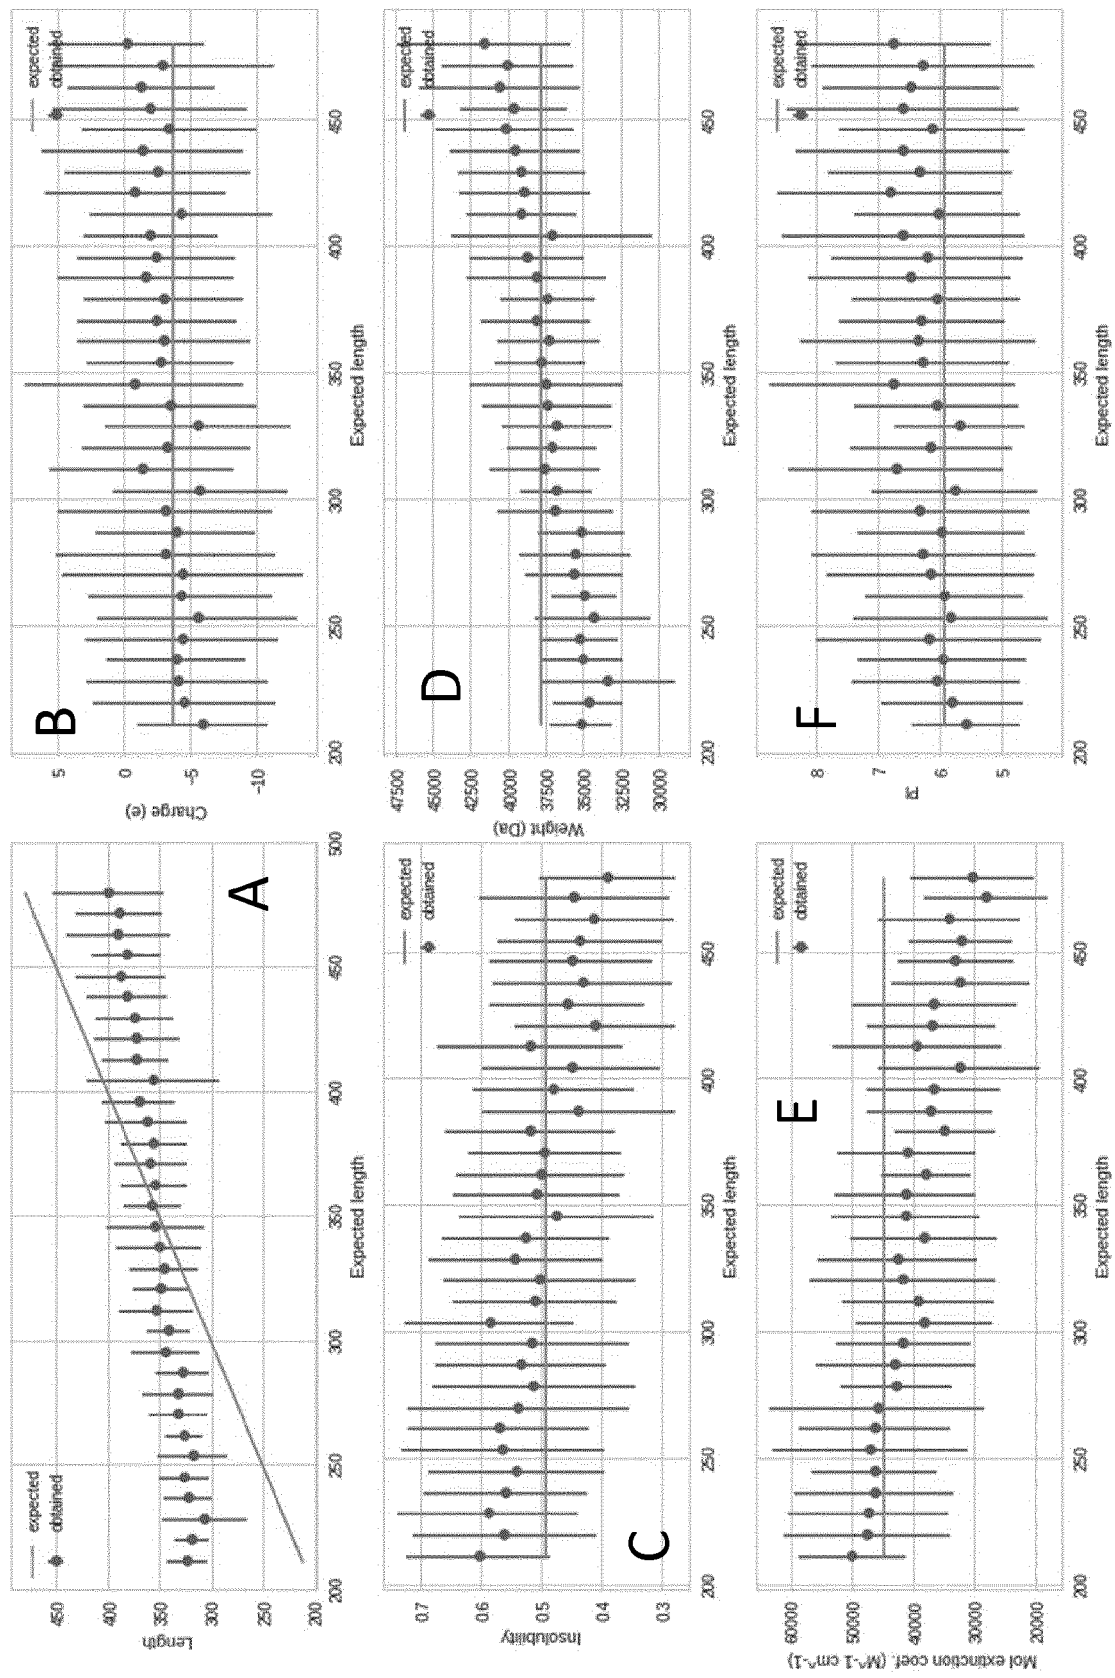 A
450
400
350
300
250
200
Length
expected
obtained
200
250
300
350
400
450
500
Expected length
B
5
0
-5
-10
Charge (e)
expected
obtained
200
250
300
350
400
450
Expected length
C
0.7
0.6
0.5
0.4
0.3
Insolubility
expected
obtained
200
250
300
350
400
450
Expected length
D
47500
45000
42500
40000
37500
35000
32500
30000
Weight (Da)
expected
obtained
200
250
300
350
400
450
Expected length
E
60000
50000
40000
30000
20000
Mol extinction coef. (M^-1 cm^-1)
expected
obtained
200
250
300
350
400
450
Expected length
F
8
7
6
5
expected
obtained
200
250
300
350
400
450
Expected length